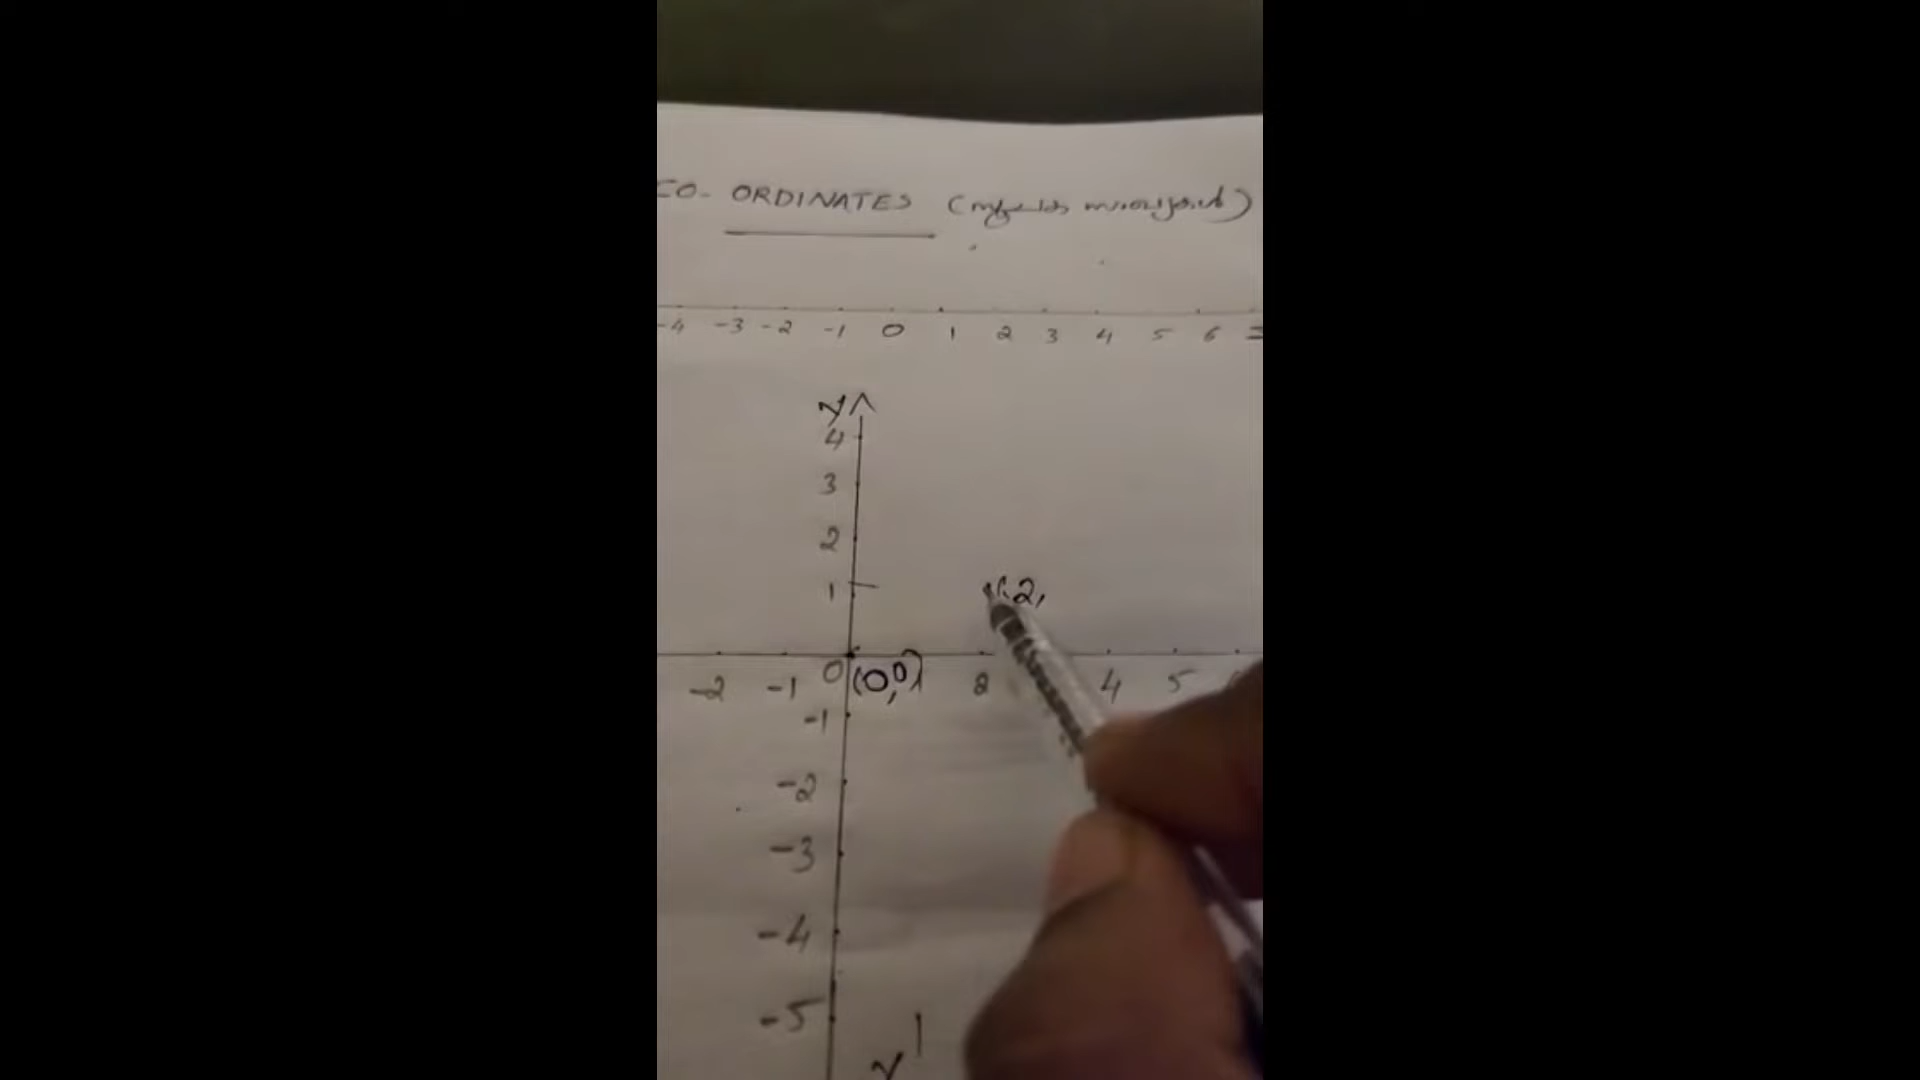 CO- ORDINATES
-4 -3 -2 -1 0 1 2 3 4 5 6
y
4
3
2
1
(2,
0 (0,0)
-2 -1 2 4 5
-1
-2
-3
-4
-5
y'